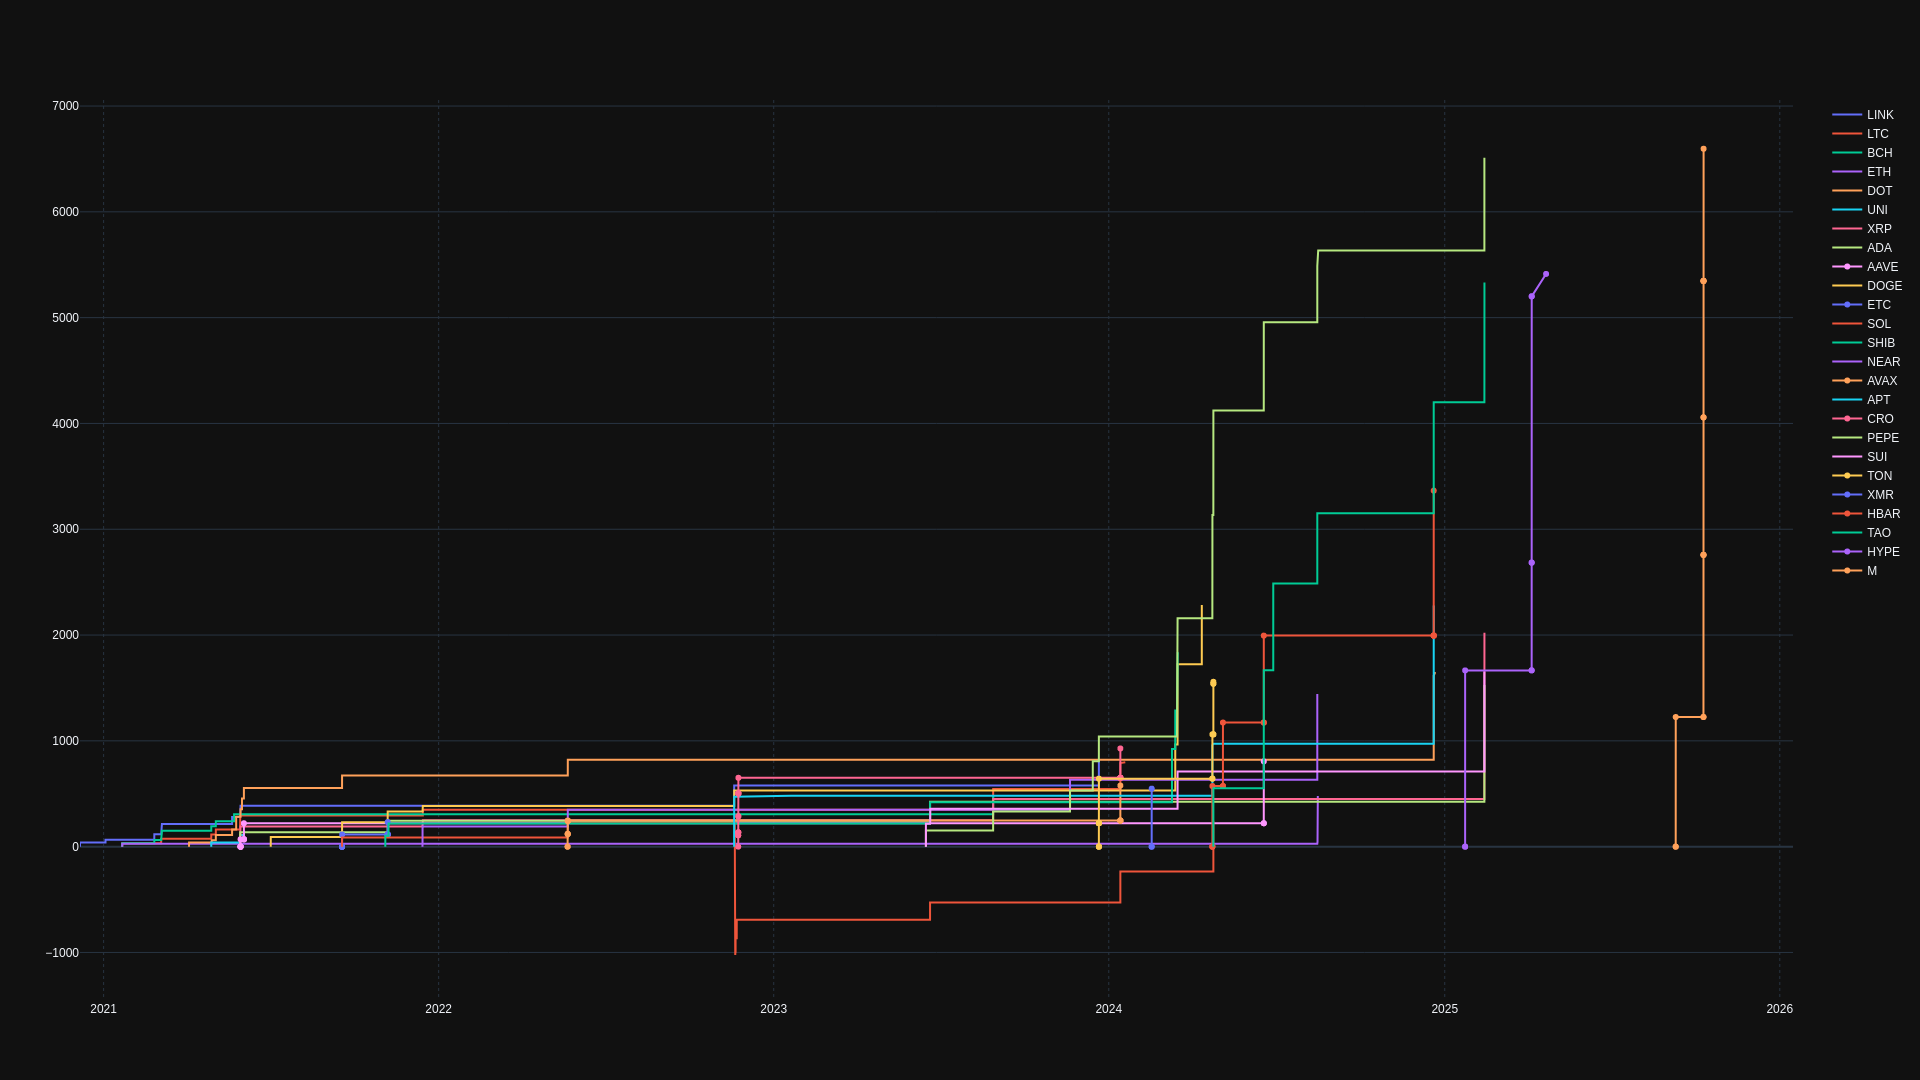 7000
6000
5000
4000
3000
2000
1000
0
−1000
2021
2022
2023
2024
2025
2026
LINK
LTC
BCH
ETH
DOT
UNI
XRP
ADA
AAVE
DOGE
ETC
SOL
SHIB
NEAR
AVAX
APT
CRO
PEPE
SUI
TON
XMR
HBAR
TAO
HYPE
M